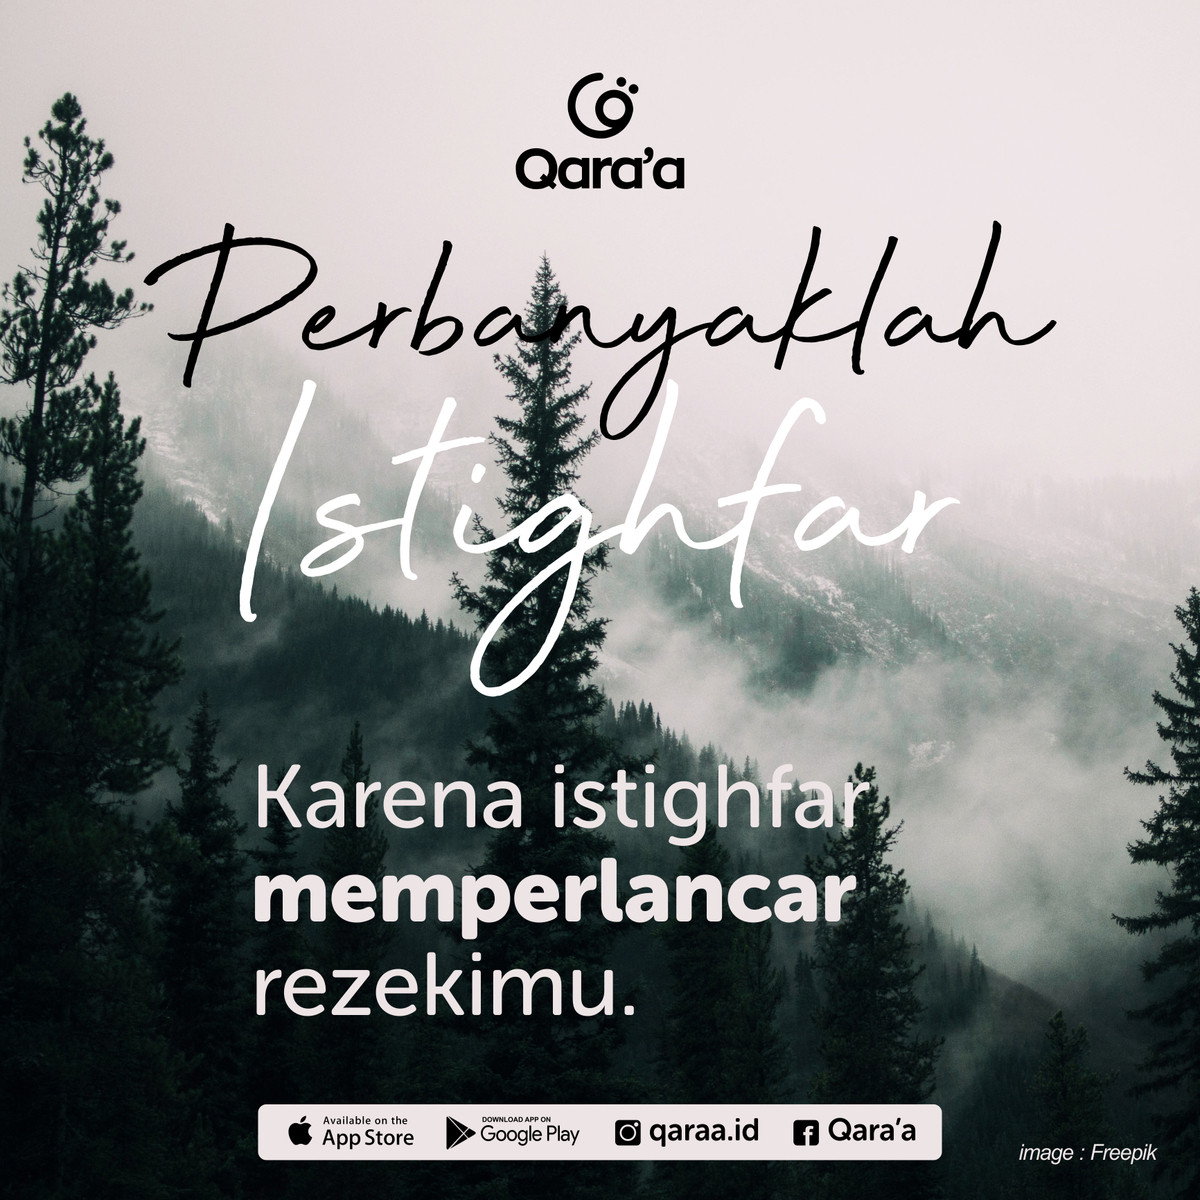 Qara'a
Perbanyaklah
Istighfar
Karena istighfar
memperlancar
rezekimu.
Available on the
App Store
DOWNLOAD APP ON
Google Play
qaraa.id
Qara'a
image : Freepik